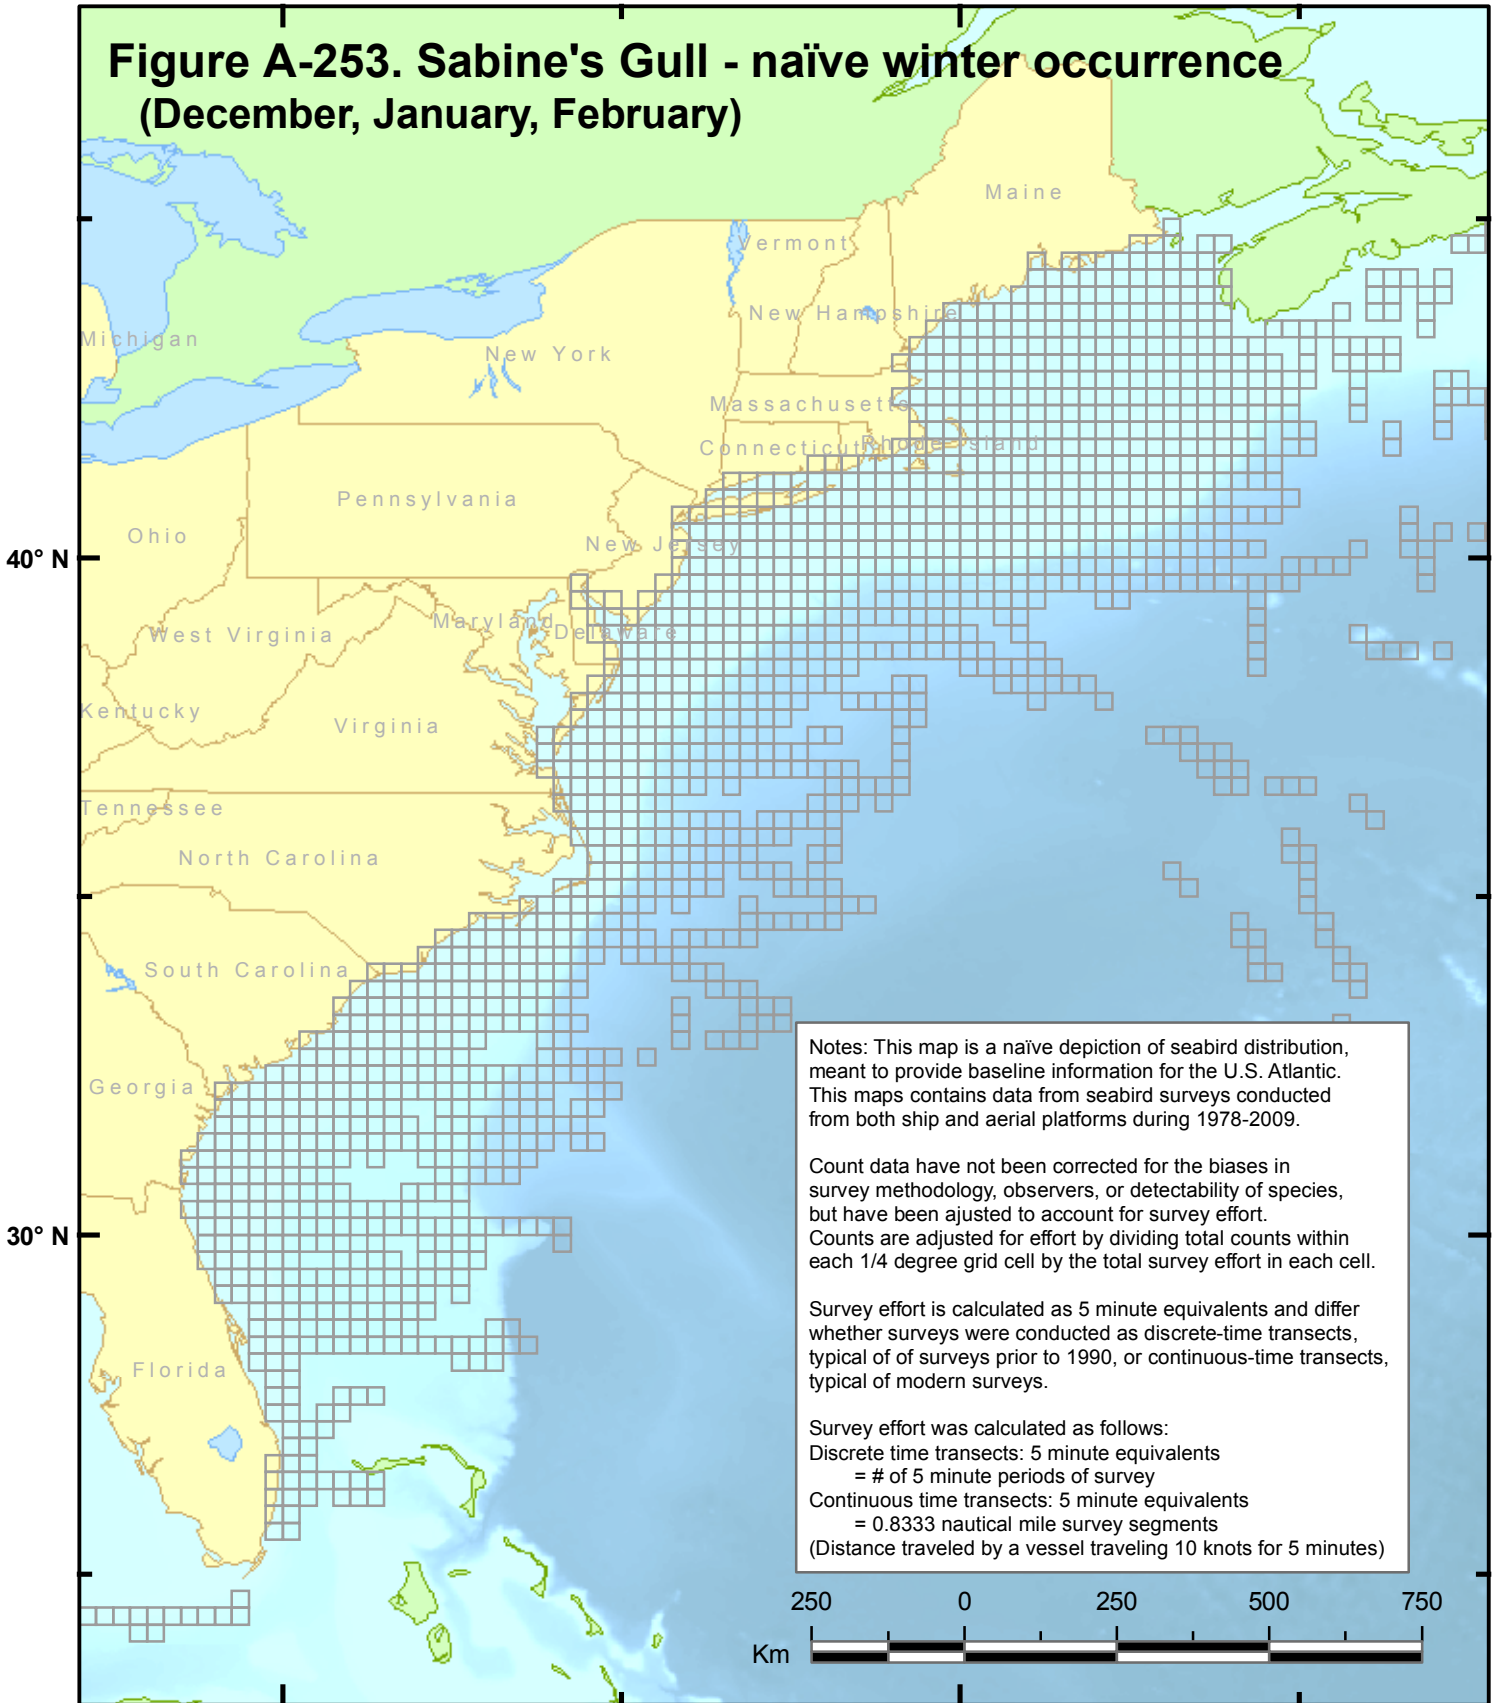 Figure A-253. Sabine's Gull - naïve winter occurrence
(December, January, February)
Maine
Vermont
New Hampshire
Michigan
New York
Massachusetts
Connecticut
Rhode Island
Pennsylvania
Ohio
New Jersey
40° N
West Virginia
Maryland
Delaware
Kentucky
Virginia
Tennessee
North Carolina
South Carolina
Georgia
30° N
Florida
Notes: This map is a naïve depiction of seabird distribution,
meant to provide baseline information for the U.S. Atlantic.
This maps contains data from seabird surveys conducted
from both ship and aerial platforms during 1978-2009.
Count data have not been corrected for the biases in
survey methodology, observers, or detectability of species,
but have been ajusted to account for survey effort.
Counts are adjusted for effort by dividing total counts within
each 1/4 degree grid cell by the total survey effort in each cell.
Survey effort is calculated as 5 minute equivalents and differ
whether surveys were conducted as discrete-time transects,
typical of of surveys prior to 1990, or continuous-time transects,
typical of modern surveys.
Survey effort was calculated as follows:
Discrete time transects: 5 minute equivalents
= # of 5 minute periods of survey
Continuous time transects: 5 minute equivalents
= 0.8333 nautical mile survey segments
(Distance traveled by a vessel traveling 10 knots for 5 minutes)
250 0 250 500 750
Km